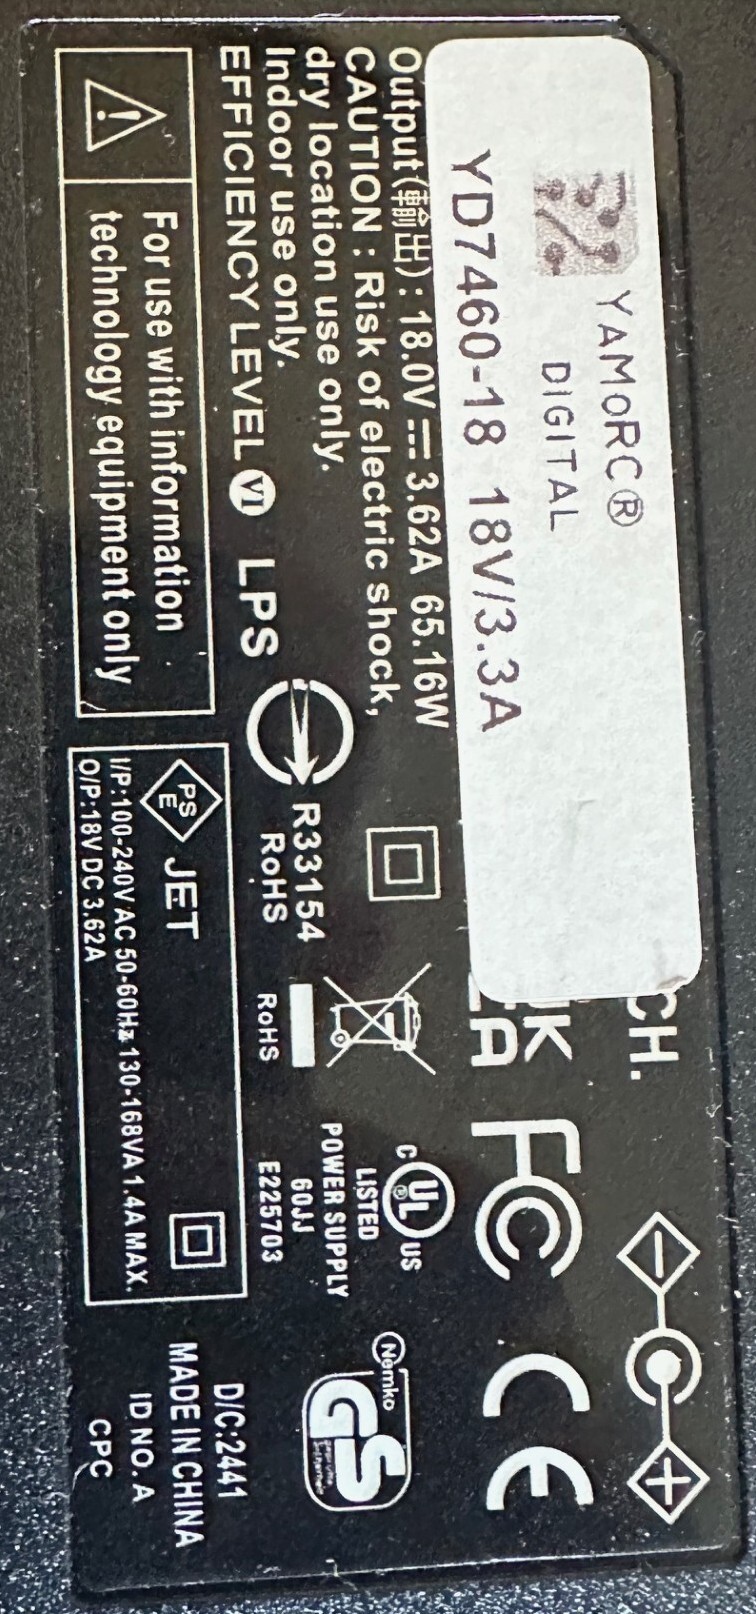 YAMoRC®
DIGITAL
YD7460-18 18V/3.3A
CH.
Output(輸出): 18.0V ⎓ 3.62A 65.16W
CAUTION : Risk of electric shock,
dry location use only.
Indoor use only.
EFFICIENCY LEVEL VI LPS
For use with information
technology equipment only
R33154
RoHS
RoHS
FC
CE
C UL® US
LISTED
POWER SUPPLY
60JJ
E225703
Nemko
GS
PS
E
JET
I/P:100-240V AC 50-60Hz 130-168VA 1.4A MAX.
O/P:18V DC 3.62A
D/C:2441
MADE IN CHINA
ID NO. A
CPC